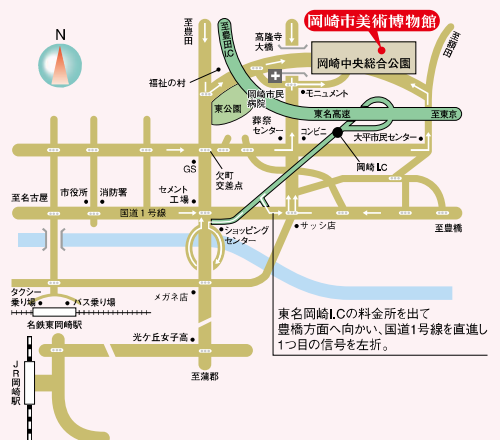 岡崎市美術博物館
至豊田
至豊田I.C
高隆寺大橋
至額田
N
岡崎中央総合公園
福祉の村
岡崎市民病院
モニュメント
東公園
東名高速
至東京
葬祭センター
コンビニ
大平市民センター
GS
欠町交差点
岡崎I.C
至名古屋
市役所
消防署
セメント工場
国道1号線
ショッピングセンター
サッシ店
至豊橋
タクシー乗り場
バス乗り場
メガネ店
名鉄東岡崎駅
光ケ丘女子高
至蒲郡
JR岡崎駅
東名岡崎I.Cの料金所を出て
豊橋方面へ向かい、国道1号線を直進し
1つ目の信号を左折。